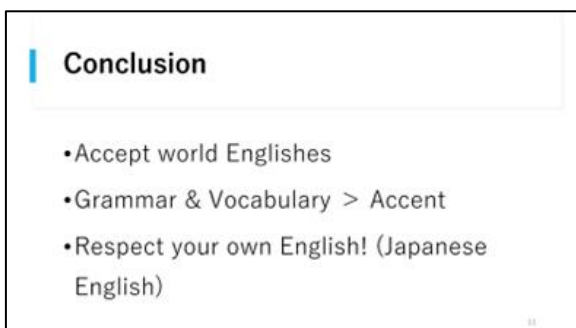 Conclusion
•Accept world Englishes
•Grammar & Vocabulary > Accent
•Respect your own English! (Japanese
English)